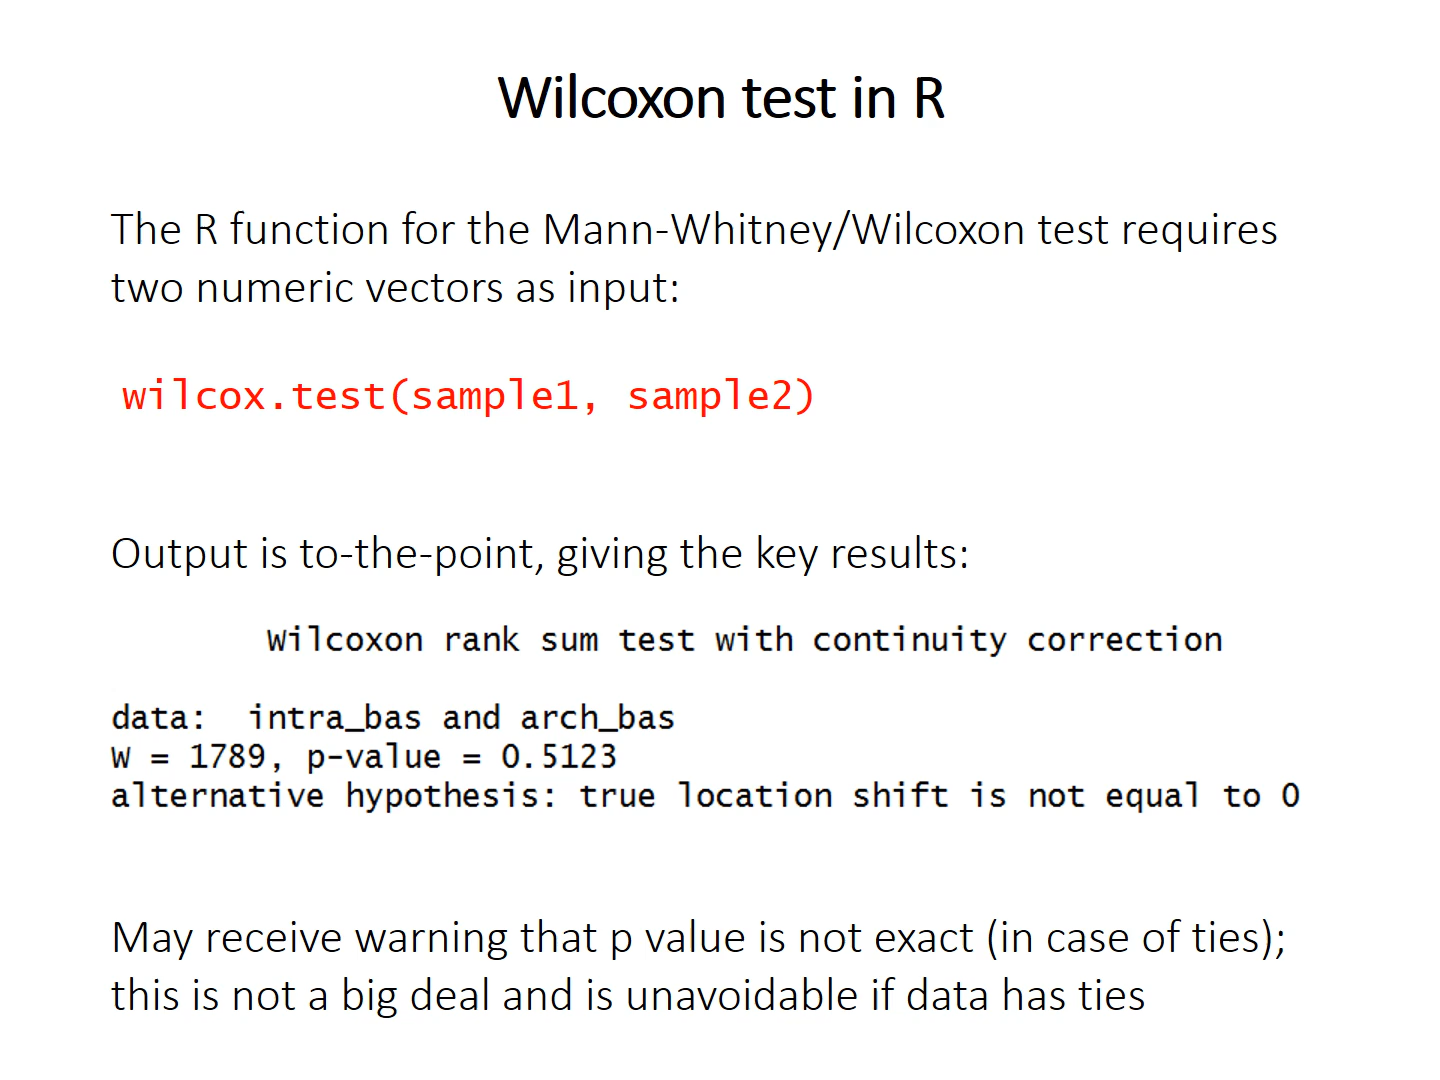 Wilcoxon test in R
The R function for the Mann-Whitney/Wilcoxon test requires
two numeric vectors as input:
wilcox.test(sample1, sample2)
Output is to-the-point, giving the key results:
Wilcoxon rank sum test with continuity correction
data:  intra_bas and arch_bas
W = 1789, p-value = 0.5123
alternative hypothesis: true location shift is not equal to 0
May receive warning that p value is not exact (in case of ties);
this is not a big deal and is unavoidable if data has ties